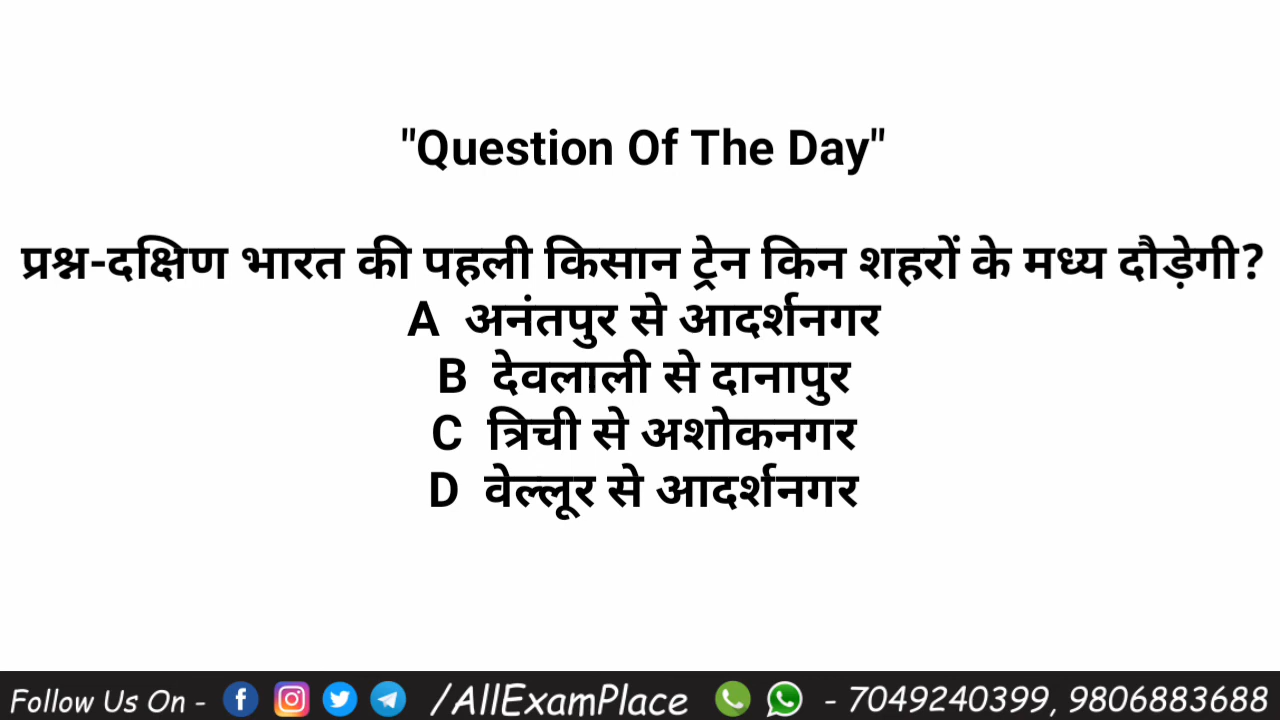 "Question Of The Day"
प्रश्न-दक्षिण भारत की पहली किसान ट्रेन किन शहरों के मध्य दौड़ेगी?
A अनंतपुर से आदर्शनगर
B देवलाली से दानापुर
C त्रिची से अशोकनगर
D वेल्लूर से आदर्शनगर
Follow Us On - /AllExamPlace - 7049240399, 9806883688